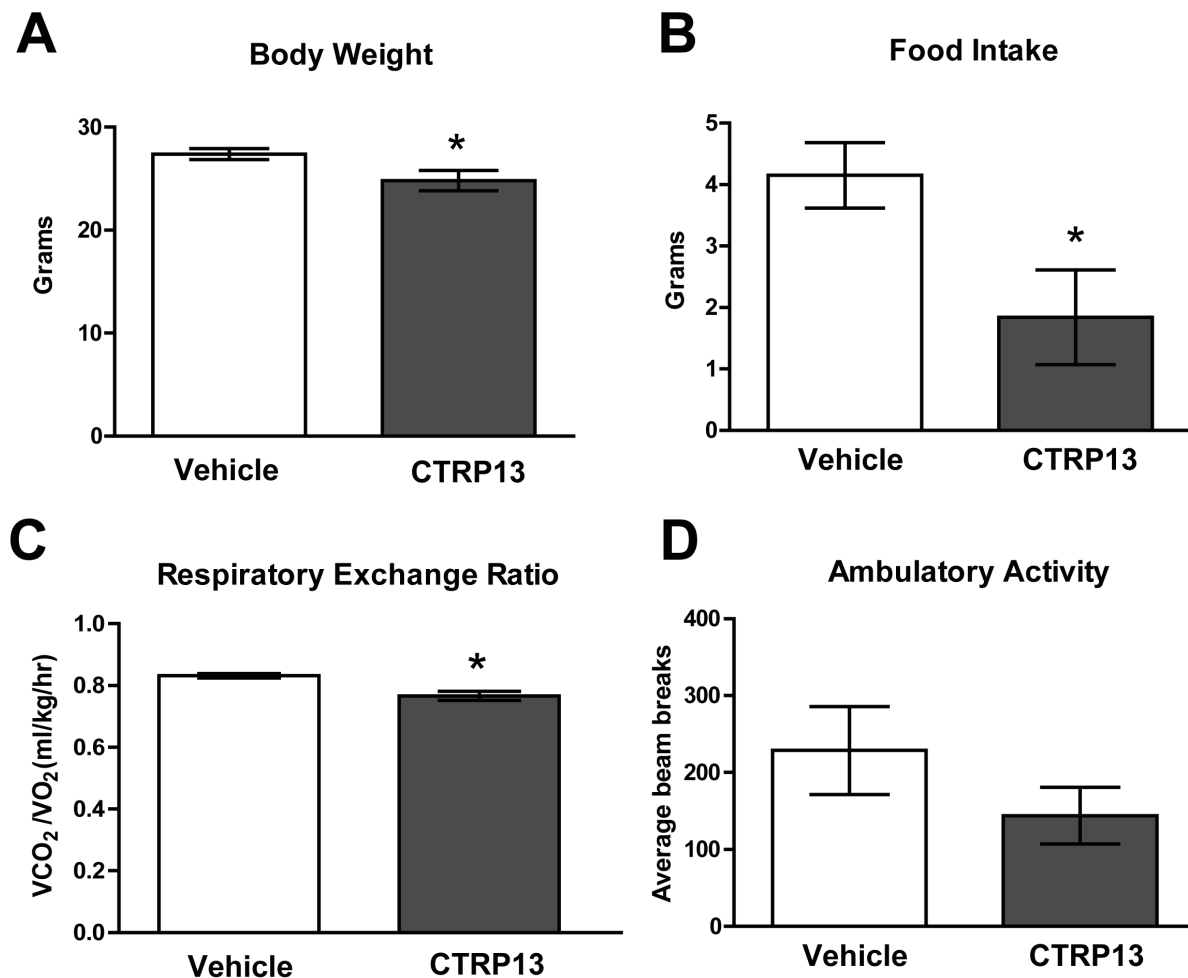 A
Body Weight
Grams
30
20
10
0
*
Vehicle
CTRP13
B
Food Intake
Grams
5
4
3
2
1
0
*
Vehicle
CTRP13
C
Respiratory Exchange Ratio
VCO₂ /VO₂(ml/kg/hr)
1.0
0.8
0.6
0.4
0.2
0.0
*
Vehicle
CTRP13
D
Ambulatory Activity
Average beam breaks
400
300
200
100
0
Vehicle
CTRP13